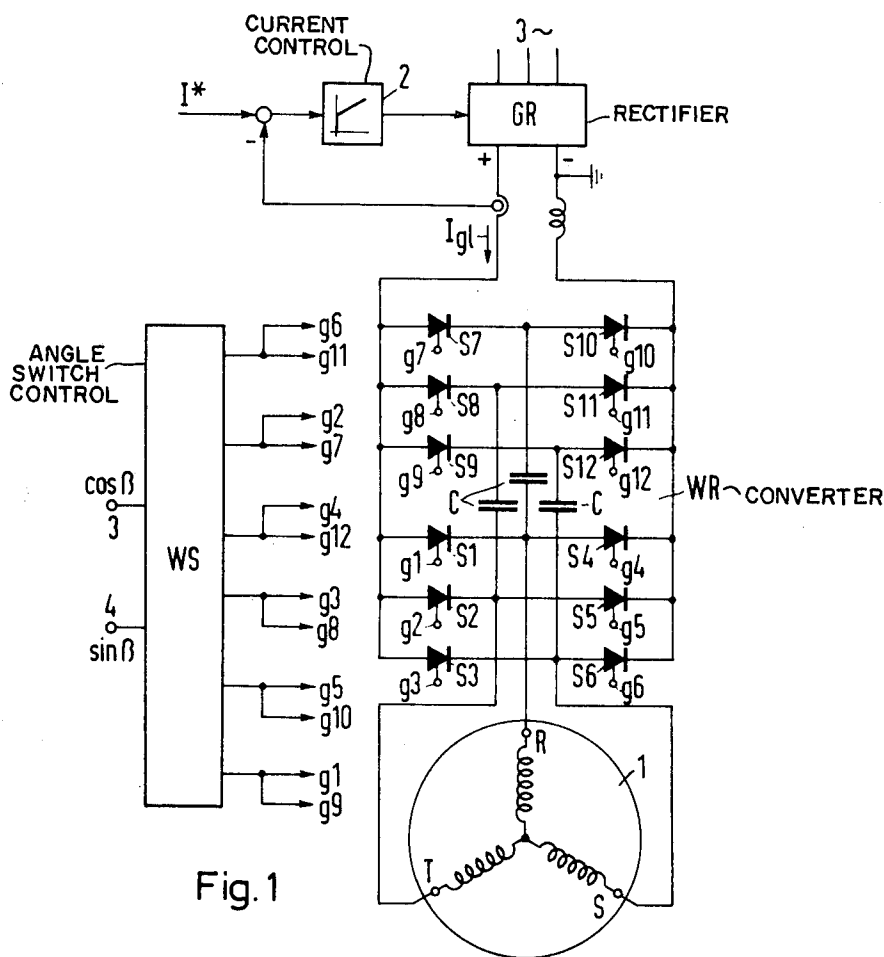 CURRENT CONTROL
3~
I*
2
GR
RECTIFIER
-
+
-
Igl
g6
g11
S7
S10
g7
g10
ANGLE SWITCH CONTROL
g2
g7
S8
S11
g8
g11
S9
S12
g9
g12
cosβ
3
g4
g12
C
C
WR
CONVERTER
WS
S1
S4
g1
g4
4
sinβ
g3
g8
S2
S5
g2
g5
S3
S6
g3
g6
g5
g10
R
1
g1
g9
T
S
Fig. 1